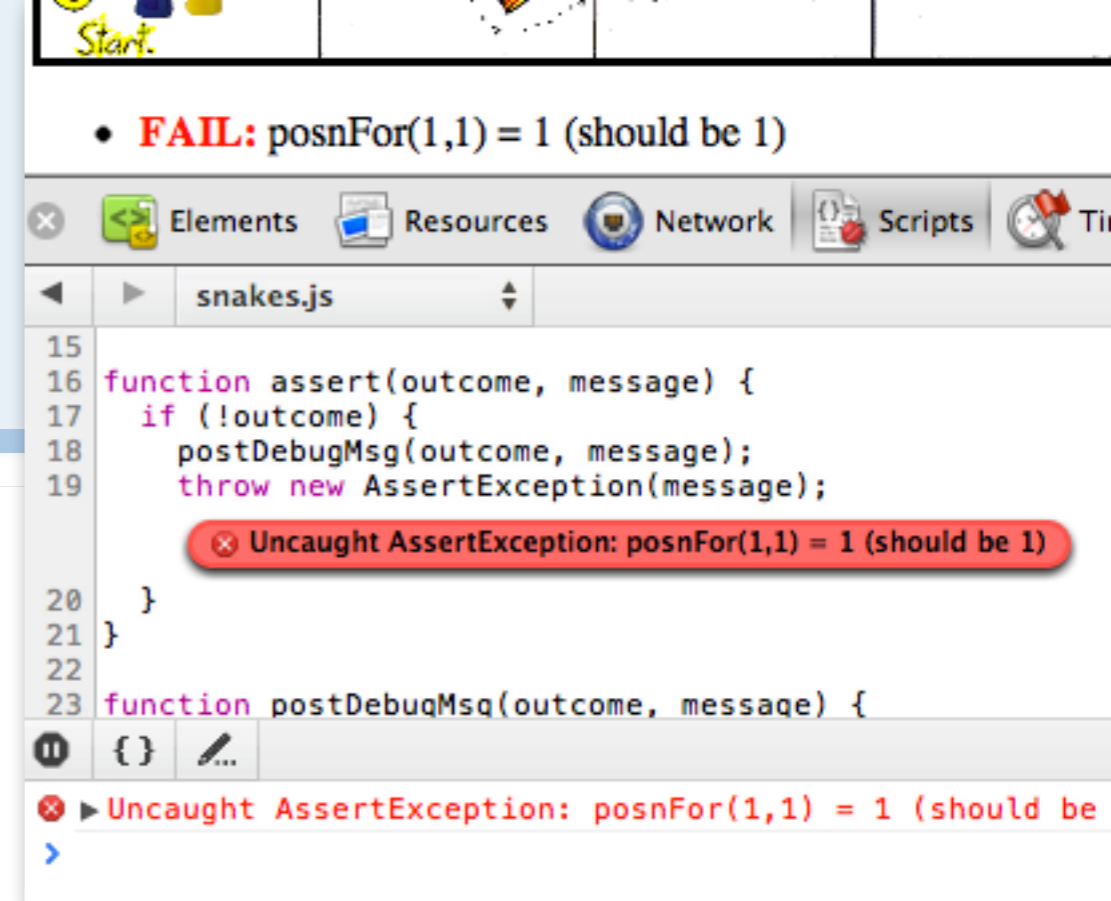 Start.
• FAIL: posnFor(1,1) = 1 (should be 1)
Elements Resources Network Scripts
snakes.js
15
16 function assert(outcome, message) {
17 if (!outcome) {
18 postDebugMsg(outcome, message);
19 throw new AssertException(message);
Uncaught AssertException: posnFor(1,1) = 1 (should be 1)
20 }
21 }
22
23 function postDebugMsg(outcome, message) {
{ }
Uncaught AssertException: posnFor(1,1) = 1 (should be